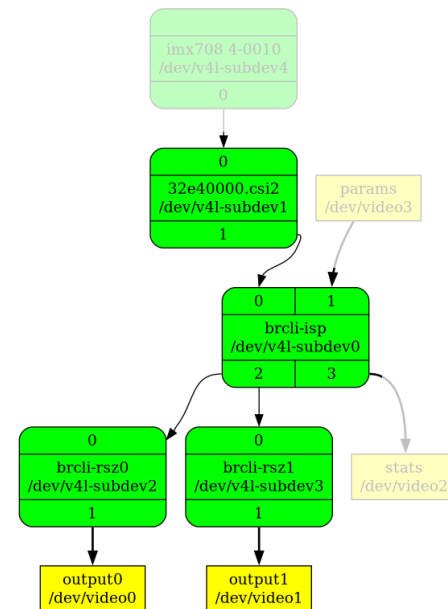 imx708 4-0010
/dev/v4l-subdev4
0
0
32e40000.csi2
/dev/v4l-subdev1
1
params
/dev/video3
0 1
brcli-isp
/dev/v4l-subdev0
2 3
0
brcli-rsz0
/dev/v4l-subdev2
1
0
brcli-rsz1
/dev/v4l-subdev3
1
stats
/dev/video2
output0
/dev/video0
output1
/dev/video1